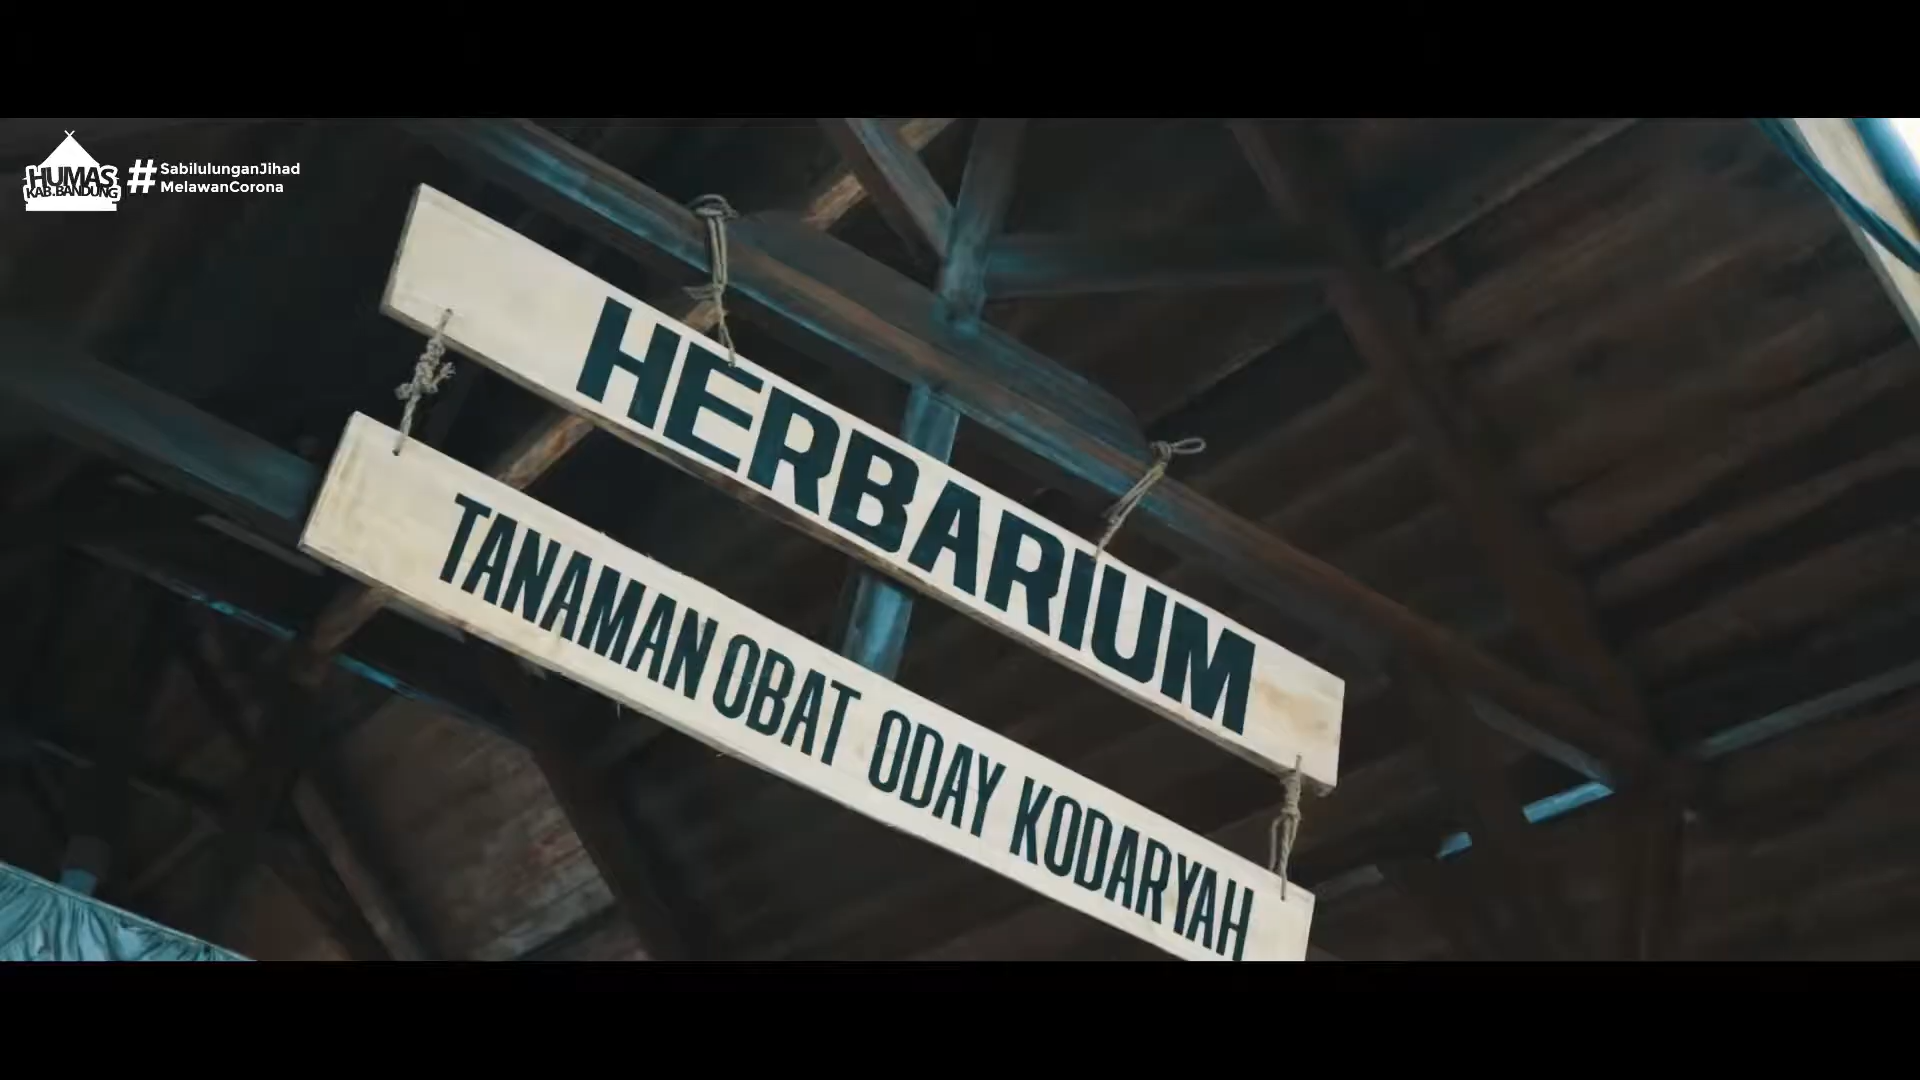 HUMAS
KAB.BANDUNG
#SabilulunganJihad
MelawanCorona
HERBARIUM
TANAMAN OBAT ODAY KODARYAH